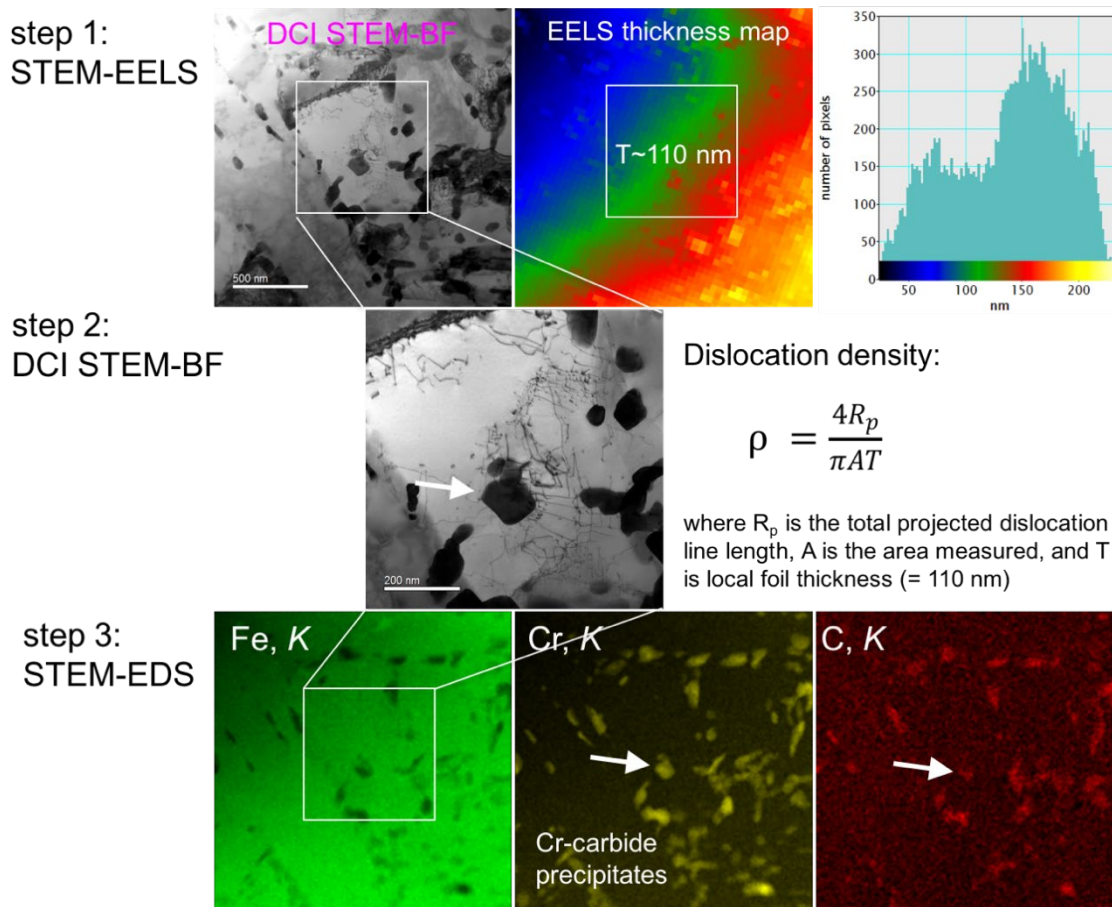 step 1:
STEM-EELS
DCI STEM-BF
500 nm
EELS thickness map
T~110 nm
number of pixels
350
300
250
200
150
100
50
0
50
100
150
200
nm
step 2:
DCI STEM-BF
200 nm
Dislocation density:
ρ = 4Rₚ / πAT
where Rₚ is the total projected dislocation
line length, A is the area measured, and T
is local foil thickness (= 110 nm)
step 3:
STEM-EDS
Fe, K
Cr, K
Cr-carbide
precipitates
C, K